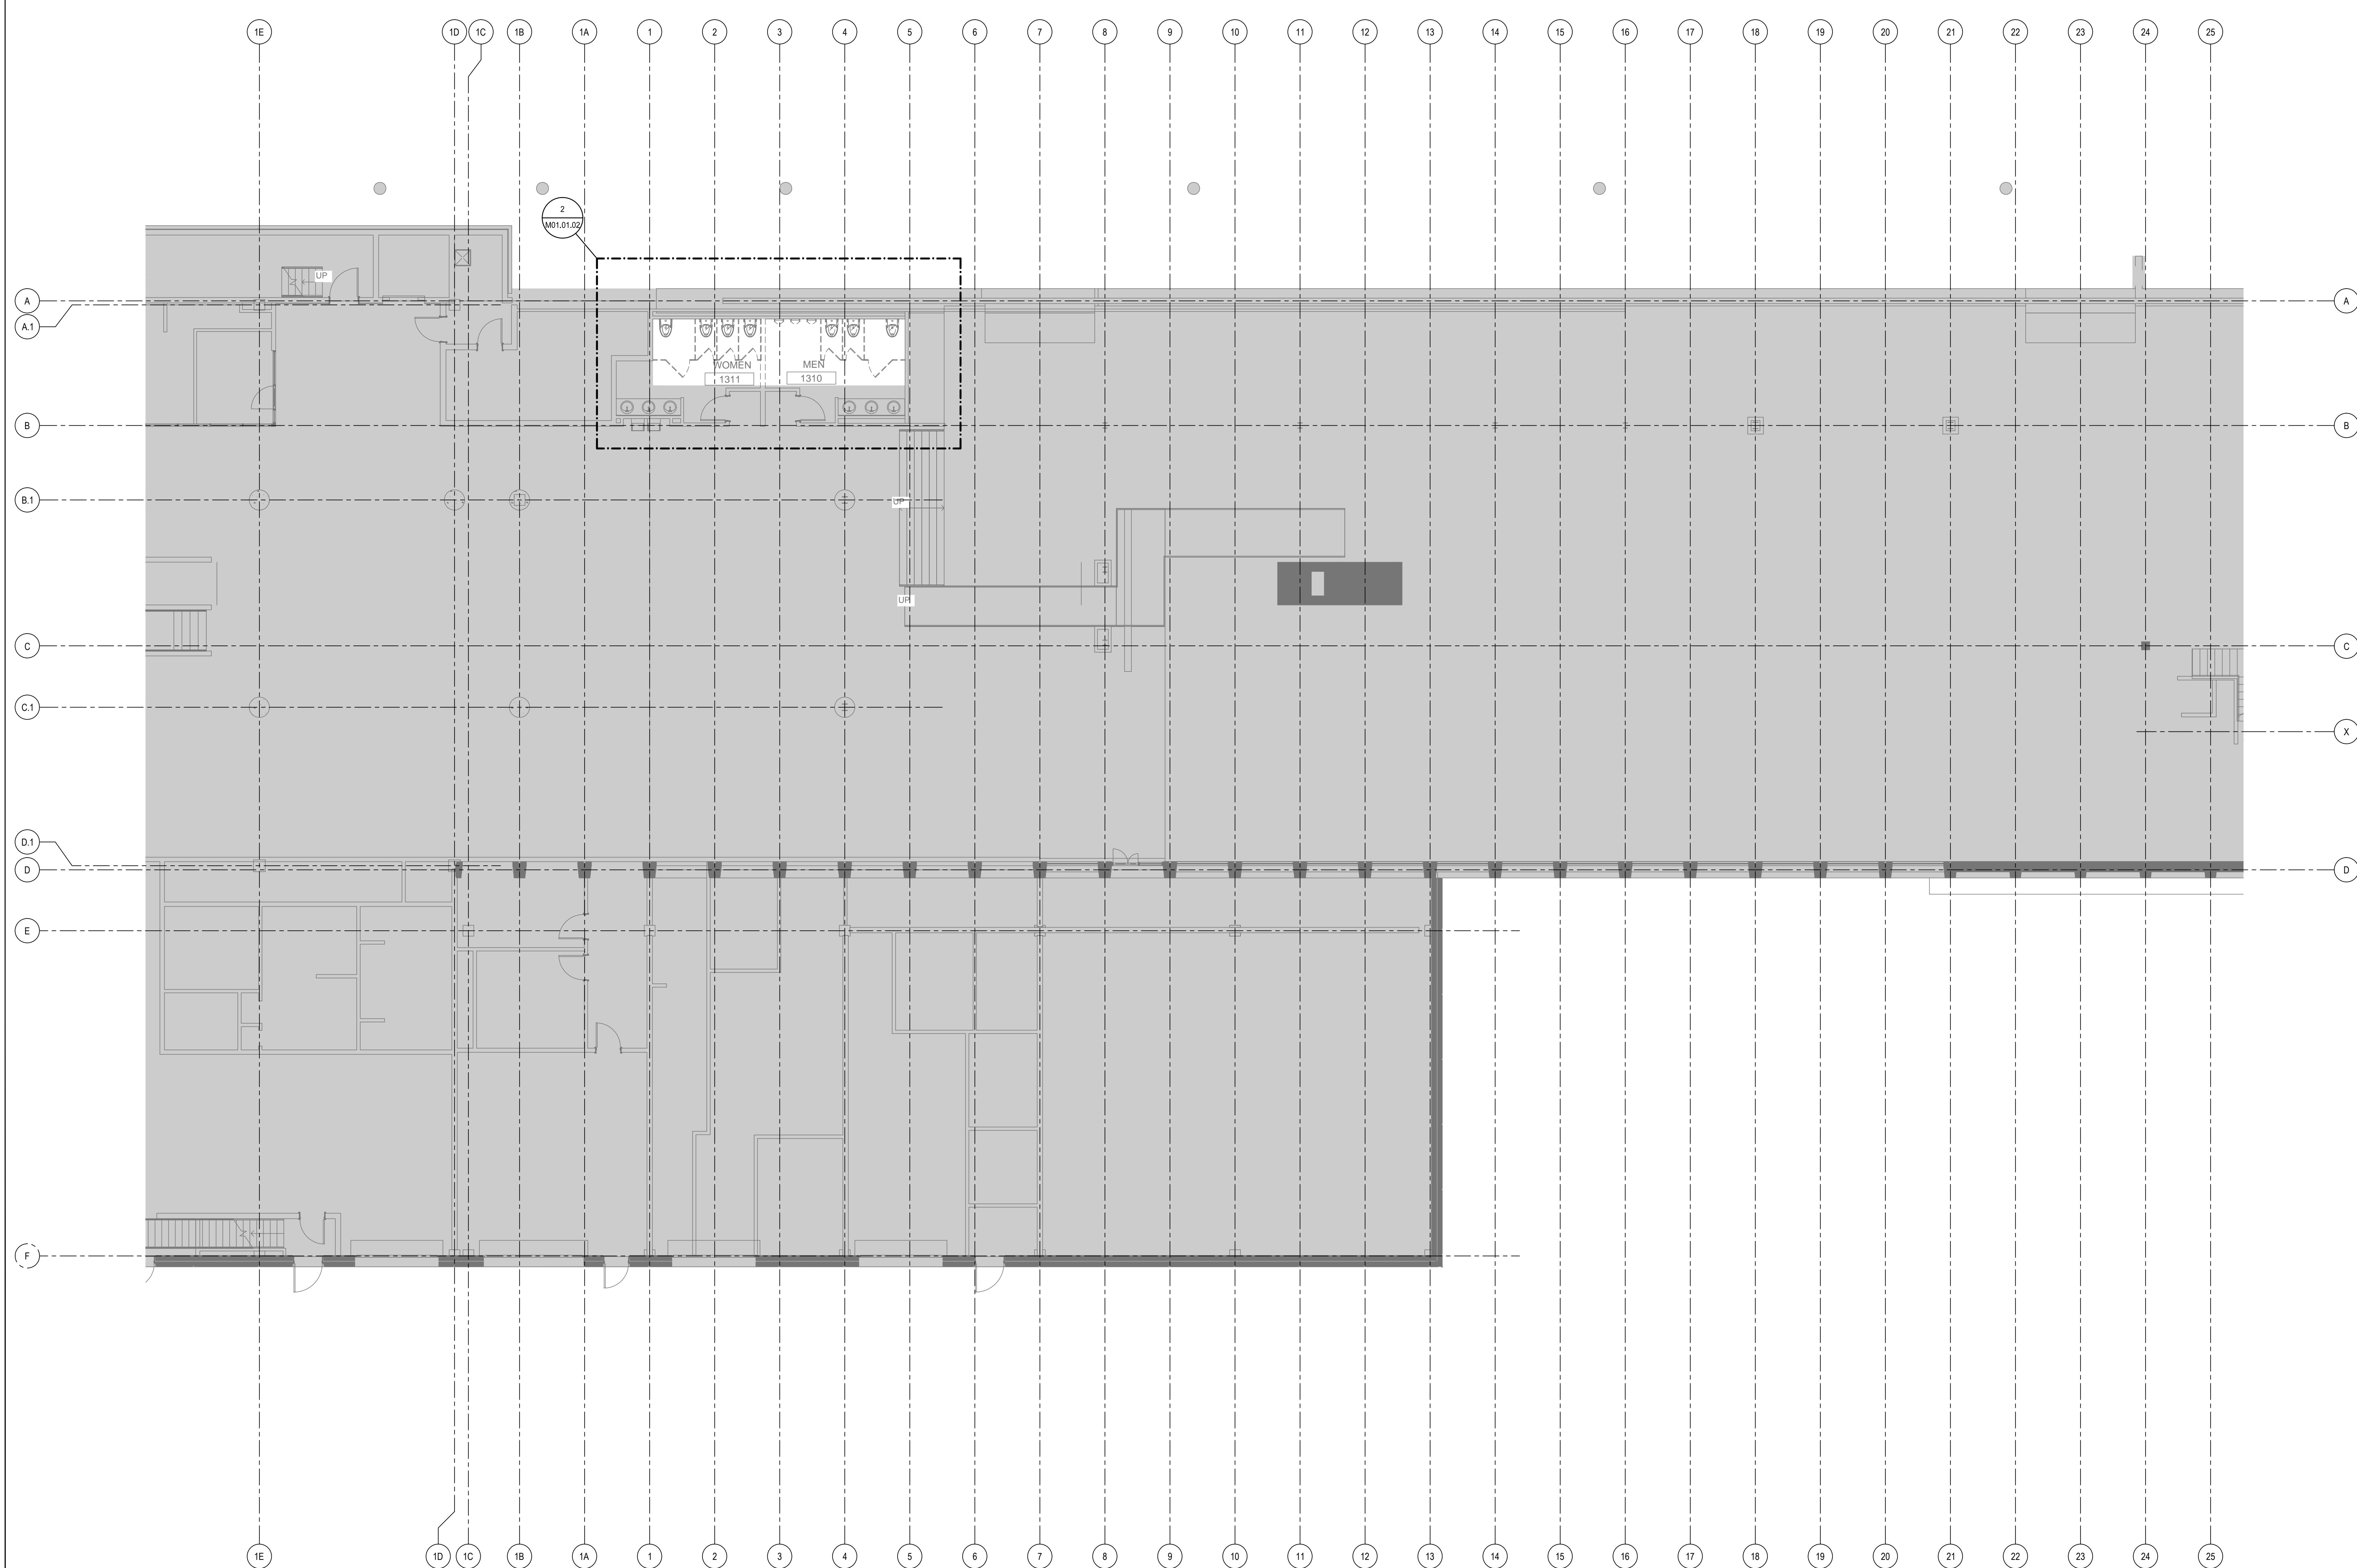 1E 1D 1C 1B 1A 1 2 3 4 5 6 7 8 9 10 11 12 13 14 15 16 17 18 19 20 21 22 23 24 25
2
M01.01.02
UP
A A
A.1
WOMEN MEN
1311 1310
B B
B.1 UP
UP
C C
C.1
X
D.1
D D
E
F
1E 1D 1C 1B 1A 1 2 3 4 5 6 7 8 9 10 11 12 13 14 15 16 17 18 19 20 21 22 23 24 25